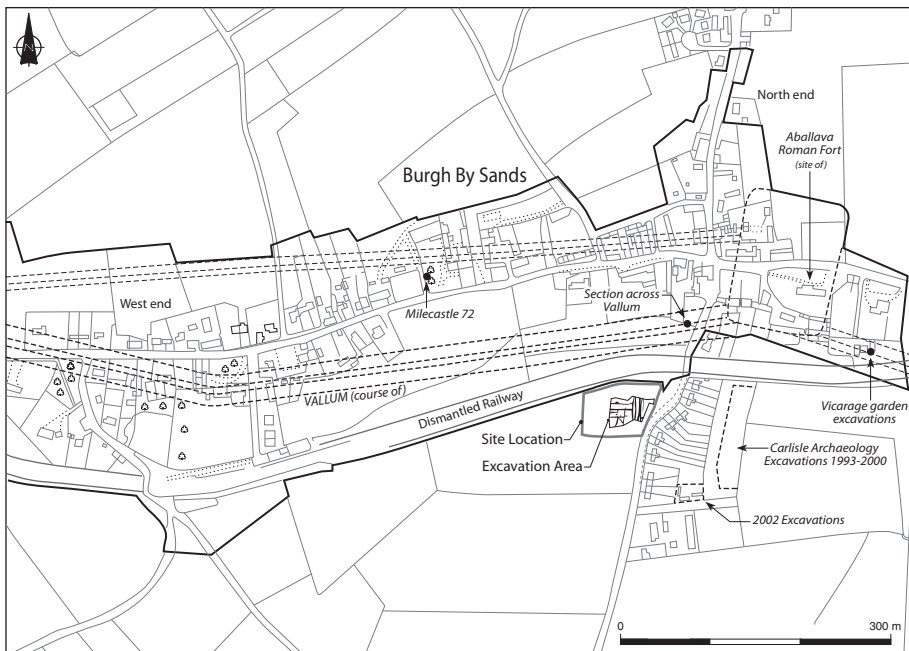 N
North end
Aballava
Roman Fort
(site of)
Burgh By Sands
West end
Milecastle 72
Section across
Vallum
VALLUM (course of)
Dismantled Railway
Site Location
Excavation Area
Vicarage garden
excavations
Carlisle Archaeology
Excavations 1993-2000
2002 Excavations
0
300 m